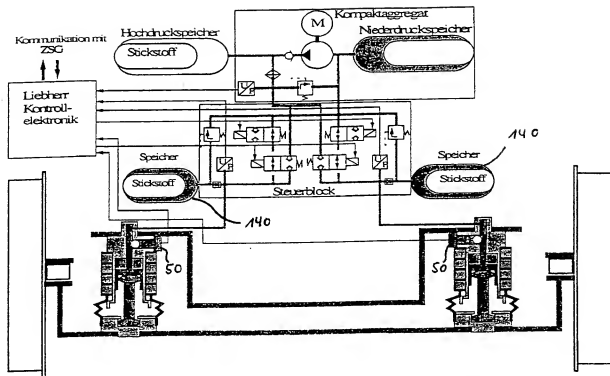 Kompaktaggregat
M
Kommunikation mit
ZSG
Hochdruckspeicher
Niederdruckspeicher
Stickstoff
Liebherr
Kontroll-
elektronik
140
Speicher
Speicher
Stickstoff
Stickstoff
Steuerblock
140
50
50